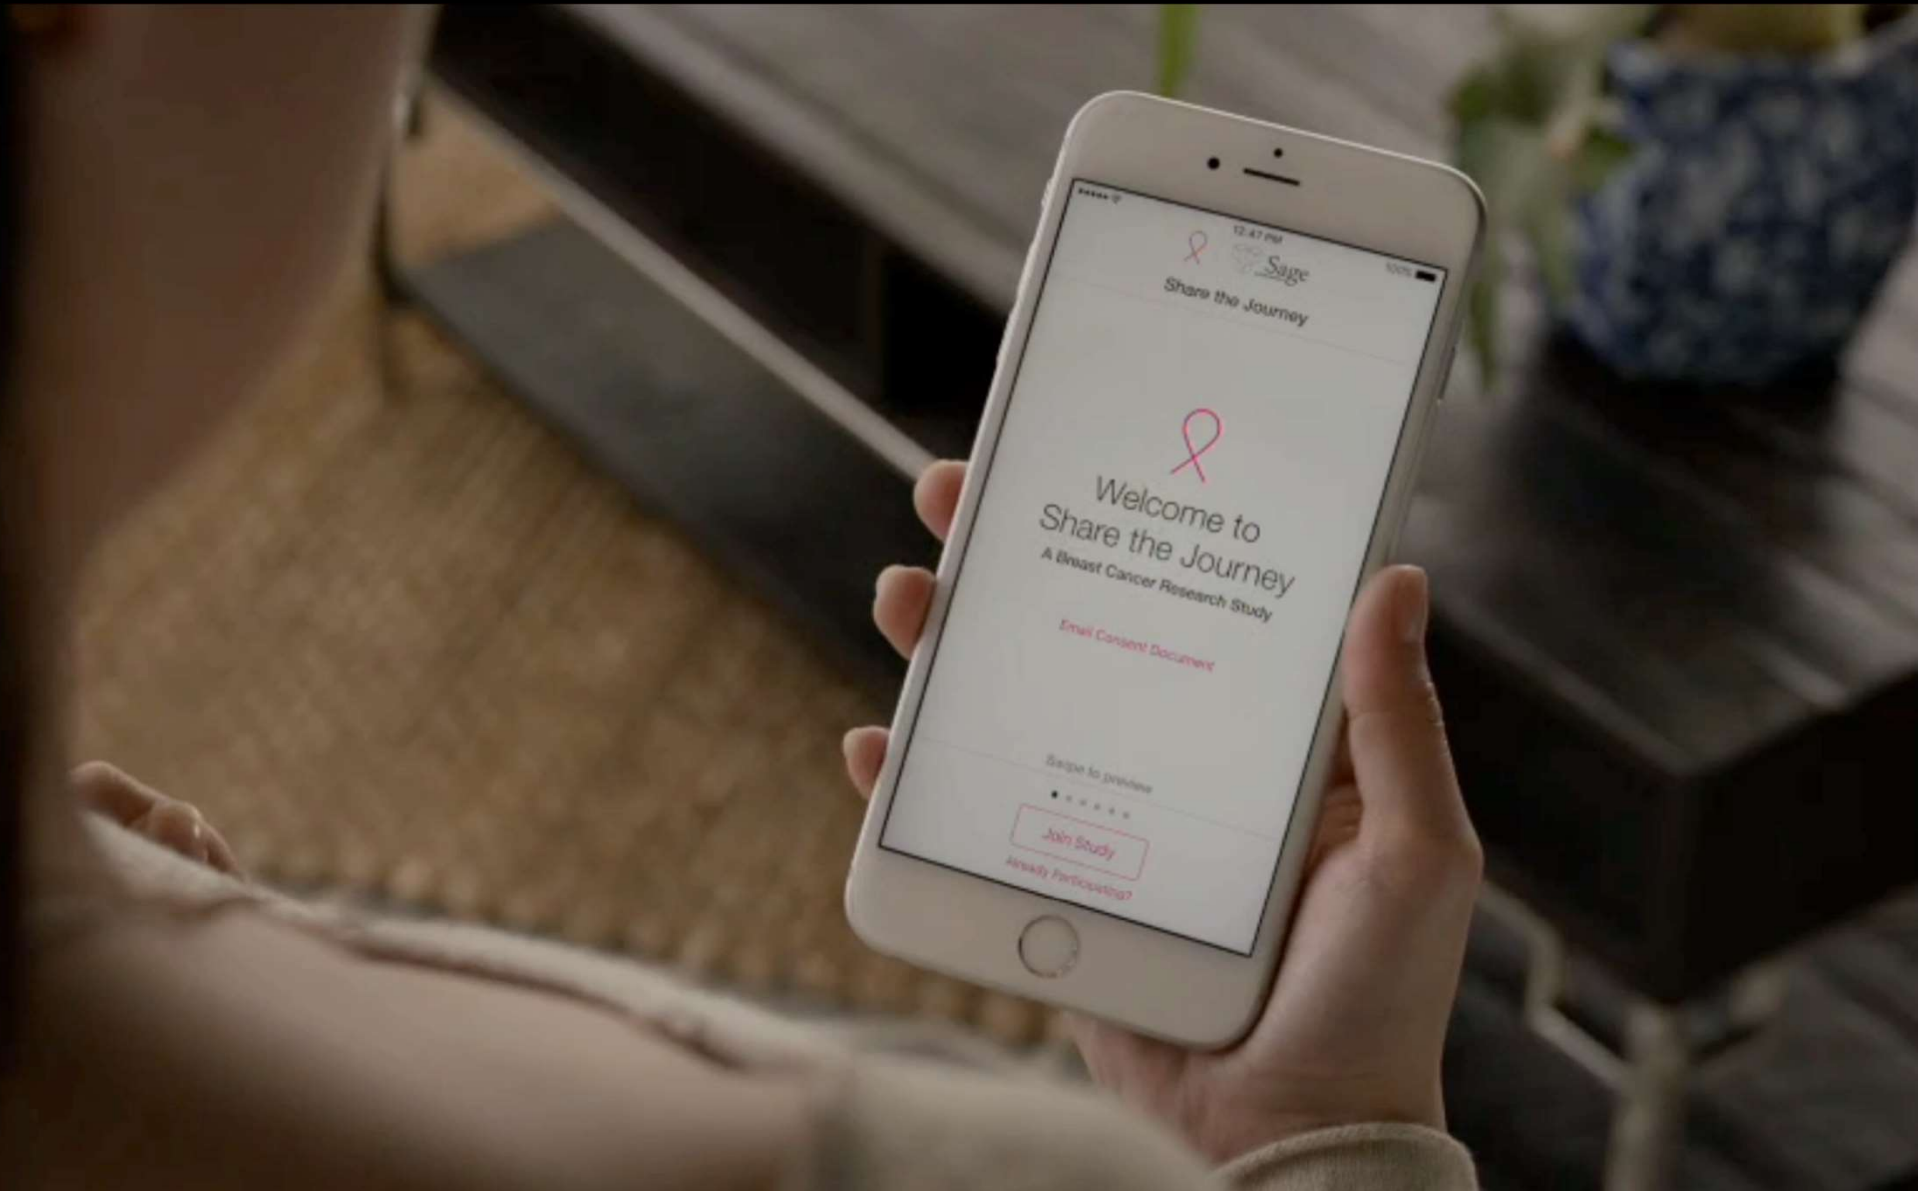 12:47 PM
100%
Sage
Share the Journey
Welcome to
Share the Journey
A Breast Cancer Research Study
Email Consent Document
Swipe to preview
Join Study
Already Participating?